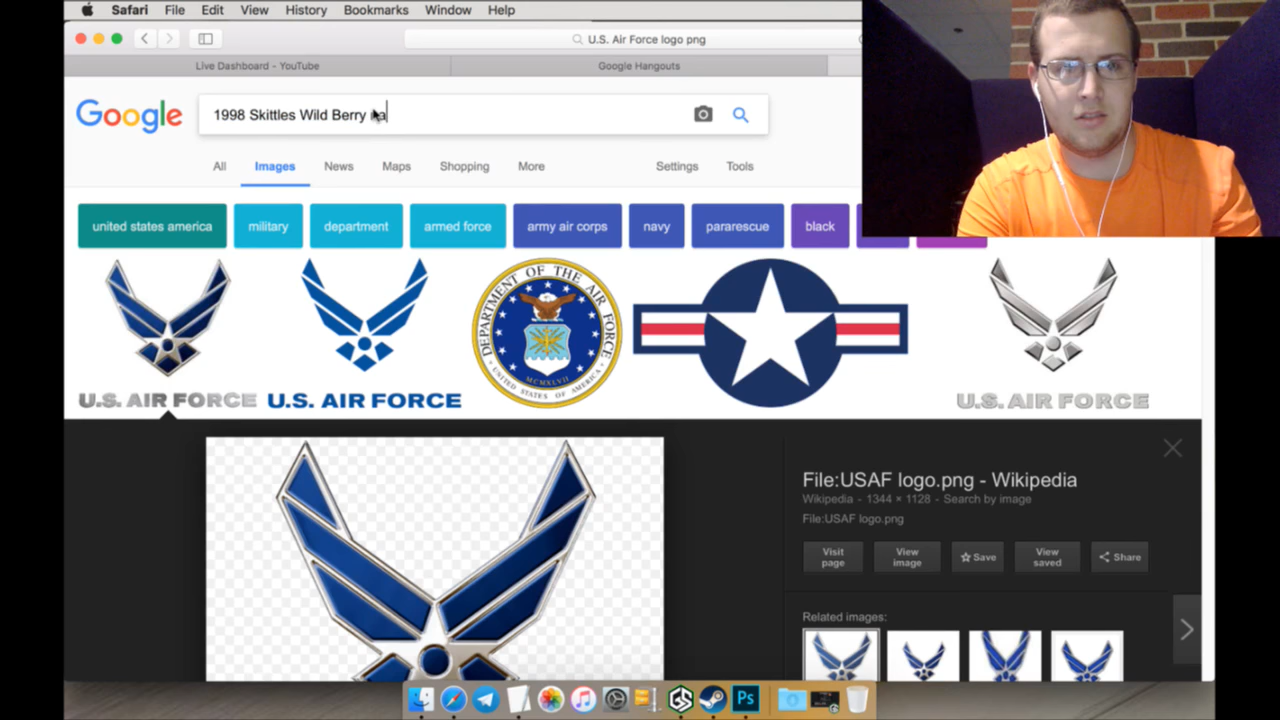 Safari File Edit View History Bookmarks Window Help
U.S. Air Force logo png
Live Dashboard - YouTube Google Hangouts
Google 1998 Skittles Wild Berry
All Images News Maps Shopping More Settings Tools
united states america military department armed force army air corps navy pararescue black
DEPARTMENT OF THE AIR FORCE
MCMXLVII
UNITED STATES OF AMERICA
U.S. AIR FORCE U.S. AIR FORCE U.S. AIR FORCE
File:USAF logo.png - Wikipedia
Wikipedia - 1344 × 1128 - Search by image
File:USAF logo.png
Visit page View image Save View saved Share
Related images:
GS Ps